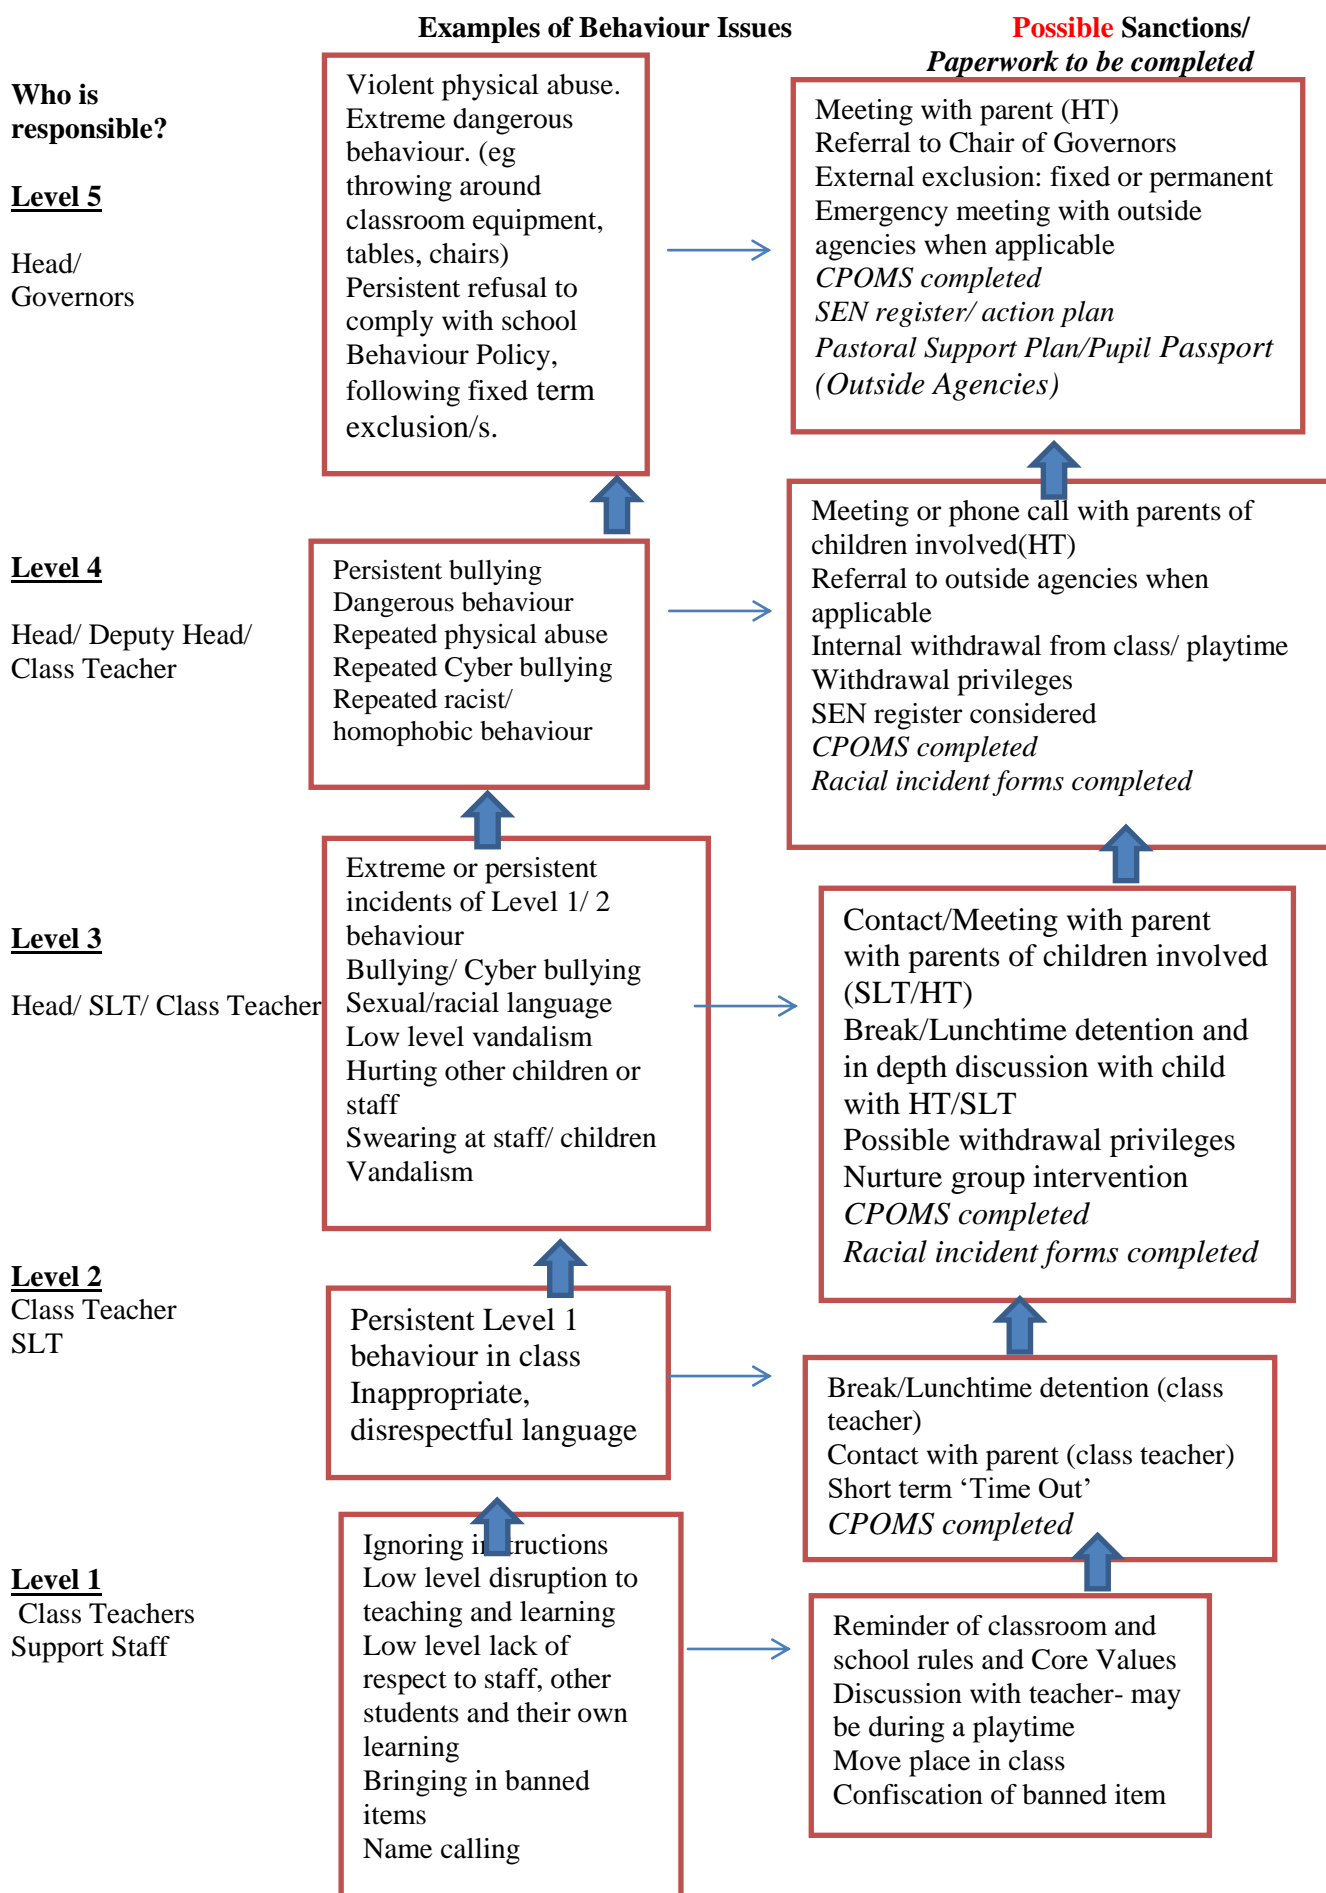 Examples of Behaviour Issues
Possible Sanctions/
Paperwork to be completed
Who is
responsible?
Level 5
Head/
Governors
Violent physical abuse.
Extreme dangerous
behaviour. (eg
throwing around
classroom equipment,
tables, chairs)
Persistent refusal to
comply with school
Behaviour Policy,
following fixed term
exclusion/s.
Meeting with parent (HT)
Referral to Chair of Governors
External exclusion: fixed or permanent
Emergency meeting with outside
agencies when applicable
CPOMS completed
SEN register/ action plan
Pastoral Support Plan/Pupil Passport
(Outside Agencies)
Level 4
Head/ Deputy Head/
Class Teacher
Persistent bullying
Dangerous behaviour
Repeated physical abuse
Repeated Cyber bullying
Repeated racist/
homophobic behaviour
Meeting or phone call with parents of
children involved(HT)
Referral to outside agencies when
applicable
Internal withdrawal from class/ playtime
Withdrawal privileges
SEN register considered
CPOMS completed
Racial incident forms completed
Level 3
Head/ SLT/ Class Teacher
Extreme or persistent
incidents of Level 1/ 2
behaviour
Bullying/ Cyber bullying
Sexual/racial language
Low level vandalism
Hurting other children or
staff
Swearing at staff/ children
Vandalism
Contact/Meeting with parent
with parents of children involved
(SLT/HT)
Break/Lunchtime detention and
in depth discussion with child
with HT/SLT
Possible withdrawal privileges
Nurture group intervention
CPOMS completed
Racial incident forms completed
Level 2
Class Teacher
SLT
Persistent Level 1
behaviour in class
Inappropriate,
disrespectful language
Break/Lunchtime detention (class
teacher)
Contact with parent (class teacher)
Short term ‘Time Out’
CPOMS completed
Level 1
Class Teachers
Support Staff
Ignoring instructions
Low level disruption to
teaching and learning
Low level lack of
respect to staff, other
students and their own
learning
Bringing in banned
items
Name calling
Reminder of classroom and
school rules and Core Values
Discussion with teacher- may
be during a playtime
Move place in class
Confiscation of banned item